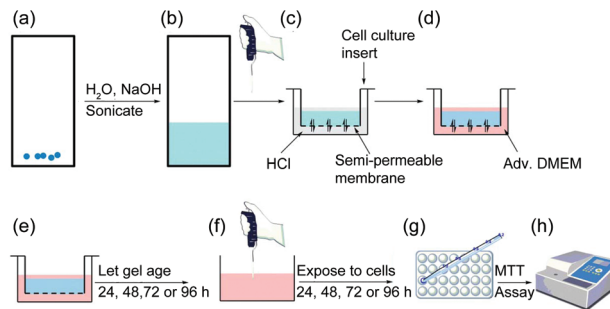 (a)
(b)
(c)
(d)
Cell culture
insert
H₂O, NaOH
Sonicate
HCl
Semi-permeable
membrane
Adv. DMEM
(e)
(f)
(g)
(h)
Let gel age
24, 48,72 or 96 h
Expose to cells
24, 48, 72 or 96 h
MTT
Assay